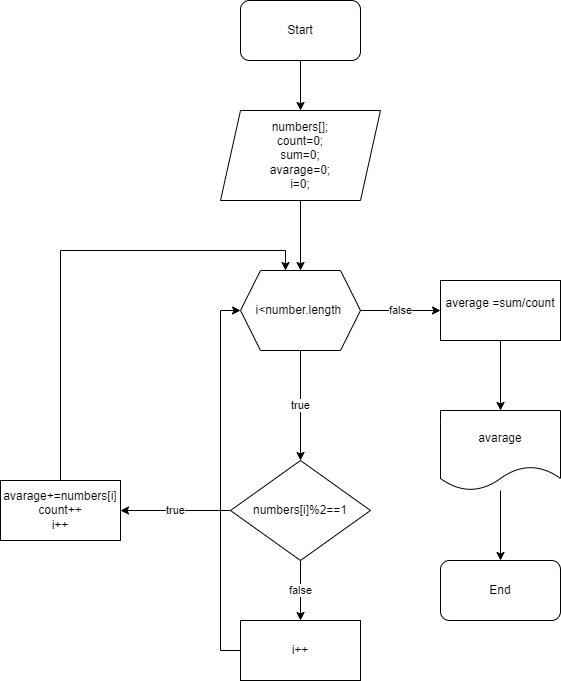 Start
numbers[];
count=0;
sum=0;
avarage=0;
i=0;
i<number.length
false
average =sum/count
true
avarage
numbers[i]%2==1
true
avarage+=numbers[i]
count++
i++
false
End
i++